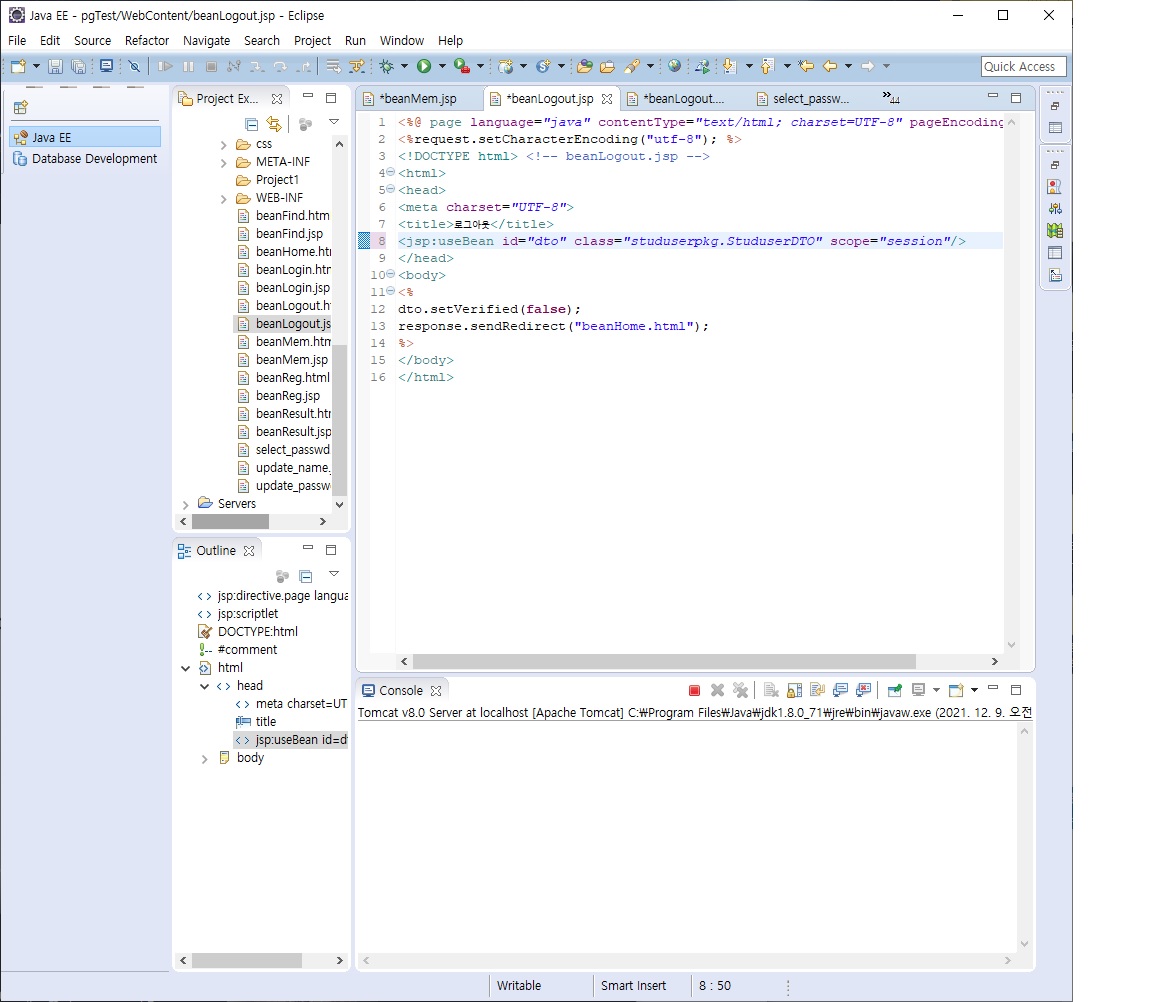 Java EE - pgTest/WebContent/beanLogout.jsp - Eclipse
File Edit Source Refactor Navigate Search Project Run Window Help
Quick Access
Java EE
Database Development
Project Ex...
css
META-INF
Project1
WEB-INF
beanFind.htm
beanFind.jsp
beanHome.ht
beanLogin.htm
beanLogin.jsp
beanLogout.h
beanLogout.js
beanMem.htm
beanMem.jsp
beanReg.html
beanReg.jsp
beanResult.htm
beanResult.jsp
select_passwd
update_name.
update_passw
Servers
Outline
jsp:directive.page langua
jsp:scriptlet
DOCTYPE:html
#comment
html
head
meta charset=UT
title
jsp:useBean id=d
body
*beanMem.jsp *beanLogout.jsp *beanLogout.... select_passw... »44
1 <%@ page language="java" contentType="text/html; charset=UTF-8" pageEncoding
2 <%request.setCharacterEncoding("utf-8"); %>
3 <!DOCTYPE html> <!-- beanLogout.jsp -->
4 <html>
5 <head>
6 <meta charset="UTF-8">
7 <title>로그아웃</title>
8 <jsp:useBean id="dto" class="studuserpkg.StuduserDTO" scope="session"/>
9 </head>
10 <body>
11 <%
12 dto.setVerified(false);
13 response.sendRedirect("beanHome.html");
14 %>
15 </body>
16 </html>
Console
Tomcat v8.0 Server at localhost [Apache Tomcat] C:₩Program Files₩Java₩jdk1.8.0_71₩jre₩bin₩javaw.exe (2021. 12. 9. 오전
Writable Smart Insert 8 : 50